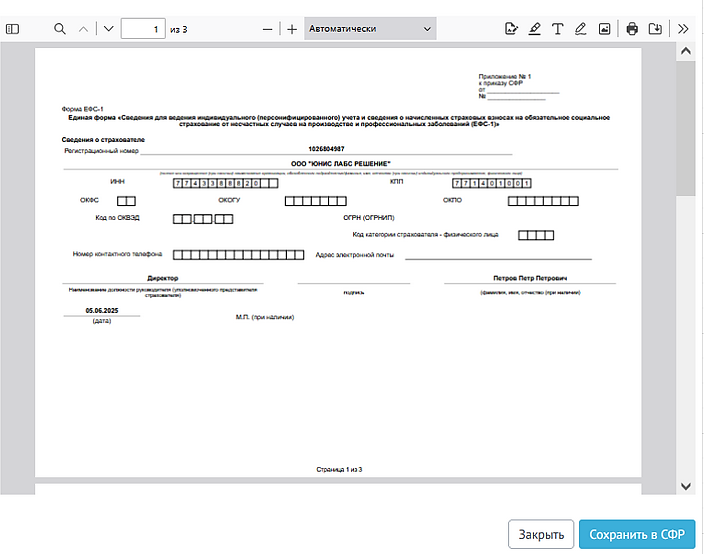 1 из 3
Автоматически
Приложение № 1
к приказу СФР
от
№
Форма ЕФС-1
Единая форма «Сведения для ведения индивидуального (персонифицированного) учета и сведения о начисленных страховых взносах на обязательное социальное
страхование от несчастных случаев на производстве и профессиональных заболеваний (ЕФС-1)»
Сведения о страхователе
Регистрационный номер 1026804987
ООО "ЮНИС ЛАБС РЕШЕНИЕ"
ИНН 7743388820 КПП 771401001
ОКФС ОКОГУ ОКПО
Код по ОКВЭД ОГРН (ОГРНИП)
Код категории страхователя - физического лица
Номер контактного телефона Адрес электронной почты
Директор Петров Петр Петрович
Наименование должности руководителя (уполномоченного представителя
страхователя) подпись (фамилия, имя, отчество (при наличии)
05.06.2025
(дата) М.П. (при наличии)
Страница 1 из 3
Закрыть Сохранить в СФР